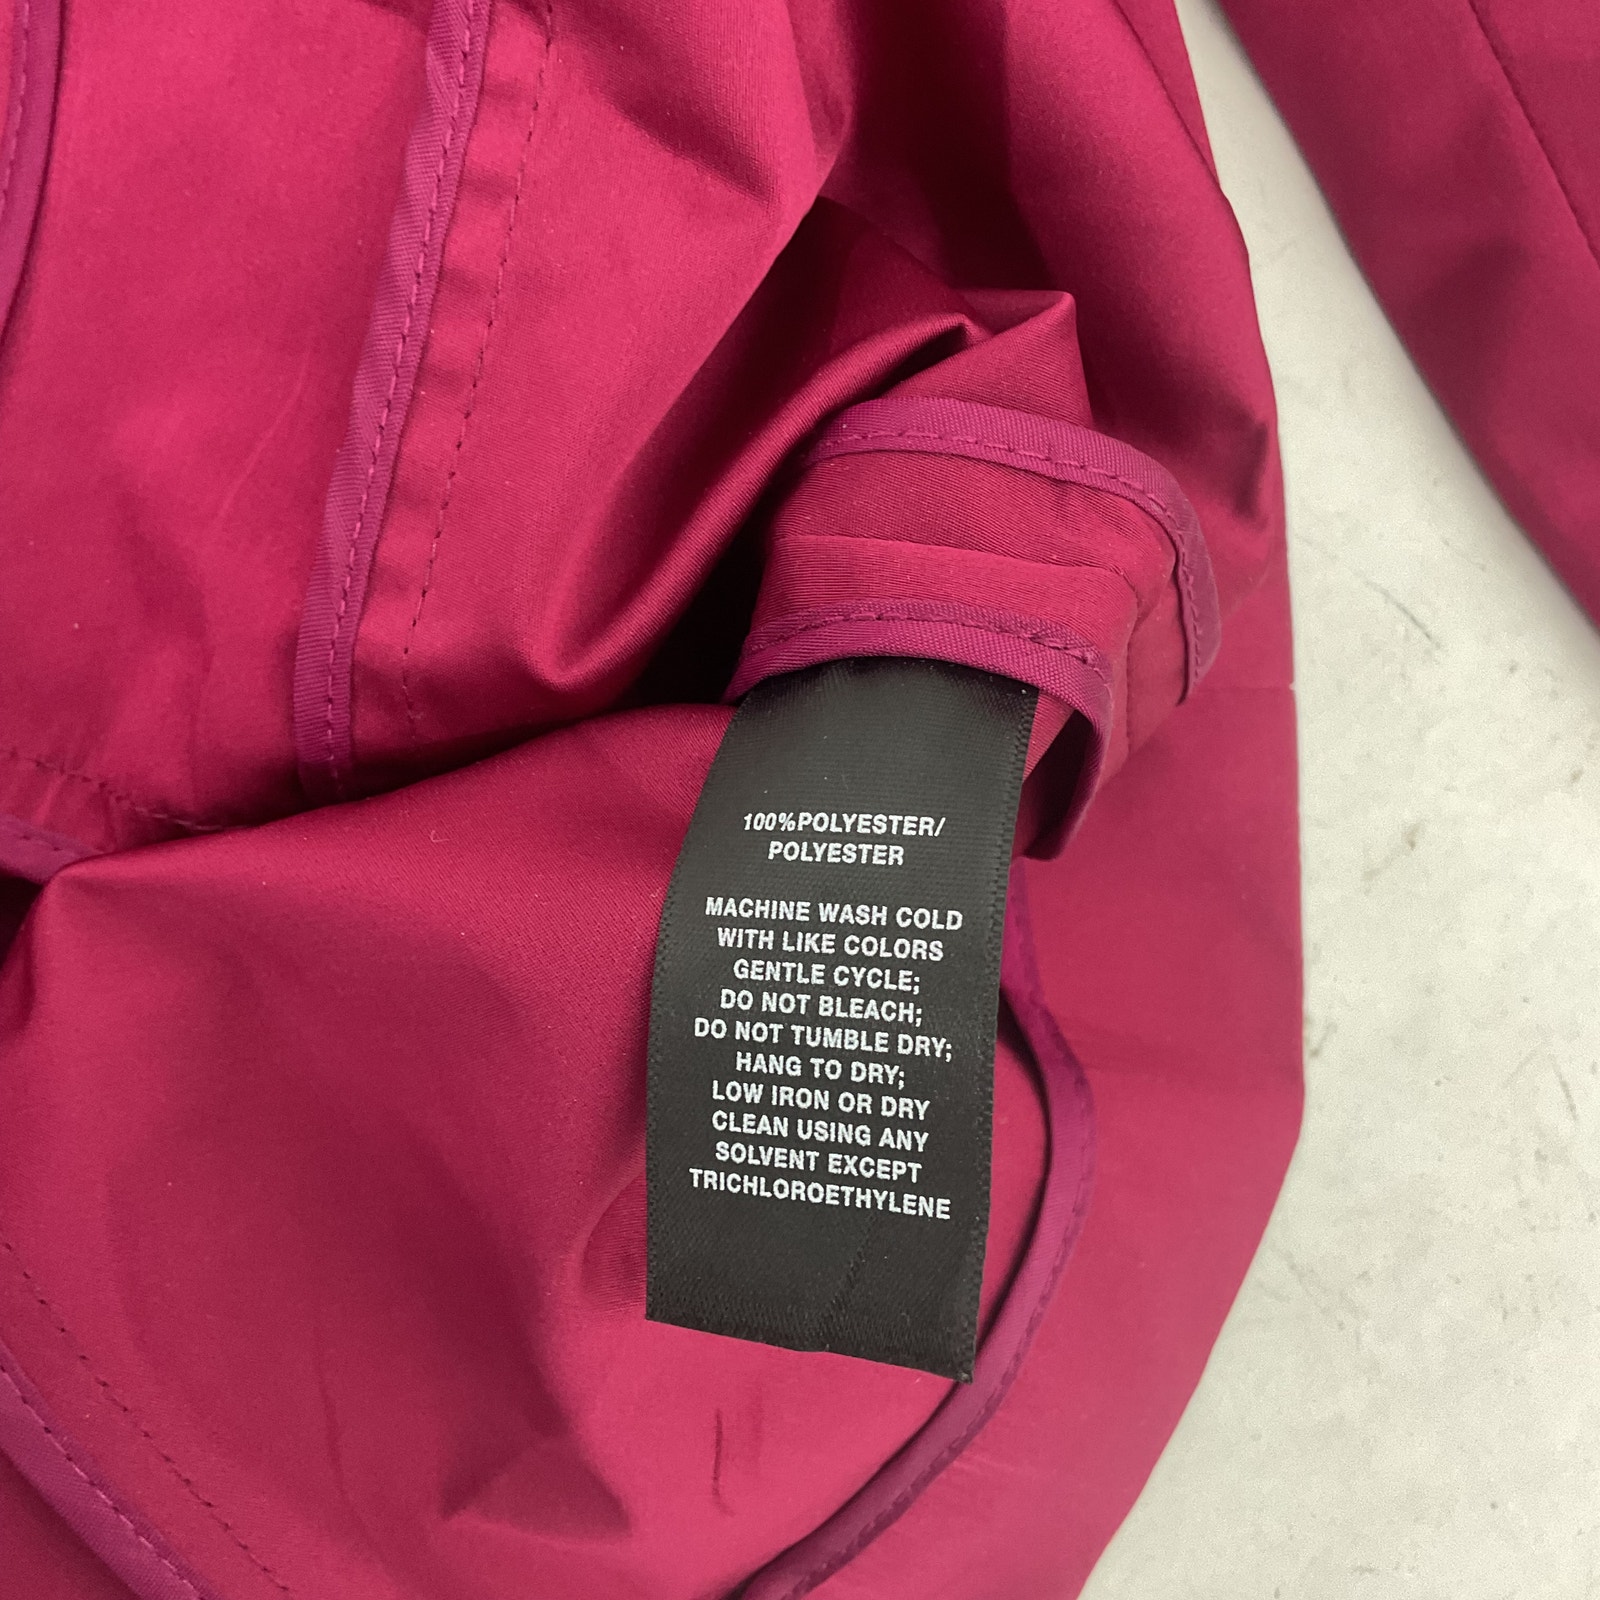 100%POLYESTER/
POLYESTER
MACHINE WASH COLD
WITH LIKE COLORS
GENTLE CYCLE;
DO NOT BLEACH;
DO NOT TUMBLE DRY;
HANG TO DRY;
LOW IRON OR DRY
CLEAN USING ANY
SOLVENT EXCEPT
TRICHLOROETHYLENE